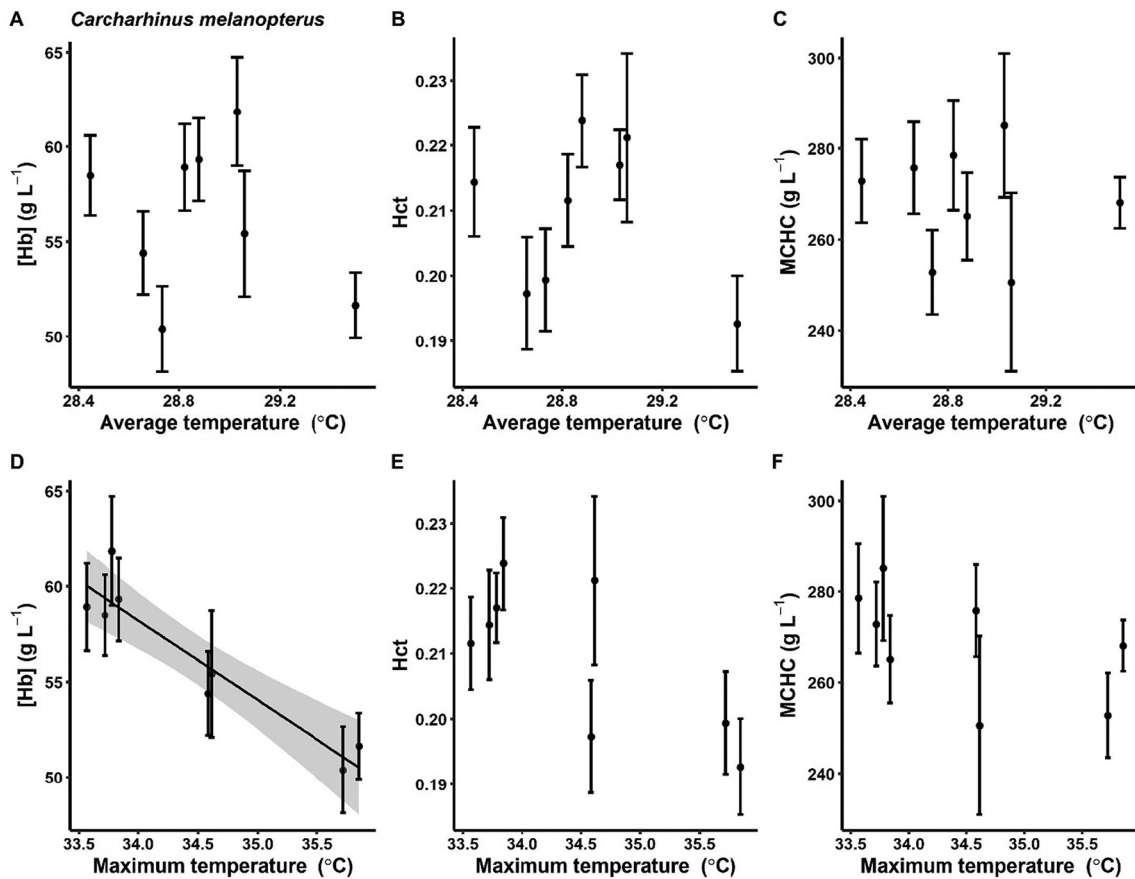 A Carcharhinus melanopterus B C
65
60
55
50
[Hb] (g L⁻¹)
28.4 28.8 29.2
Average temperature (°C)
0.23
0.22
0.21
0.20
0.19
Hct
28.4 28.8 29.2
Average temperature (°C)
300
280
260
240
MCHC (g L⁻¹)
28.4 28.8 29.2
Average temperature (°C)
D E F
65
60
55
50
[Hb] (g L⁻¹)
33.5 34.0 34.5 35.0 35.5
Maximum temperature (°C)
0.23
0.22
0.21
0.20
0.19
Hct
33.5 34.0 34.5 35.0 35.5
Maximum temperature (°C)
300
280
260
240
MCHC (g L⁻¹)
33.5 34.0 34.5 35.0 35.5
Maximum temperature (°C)